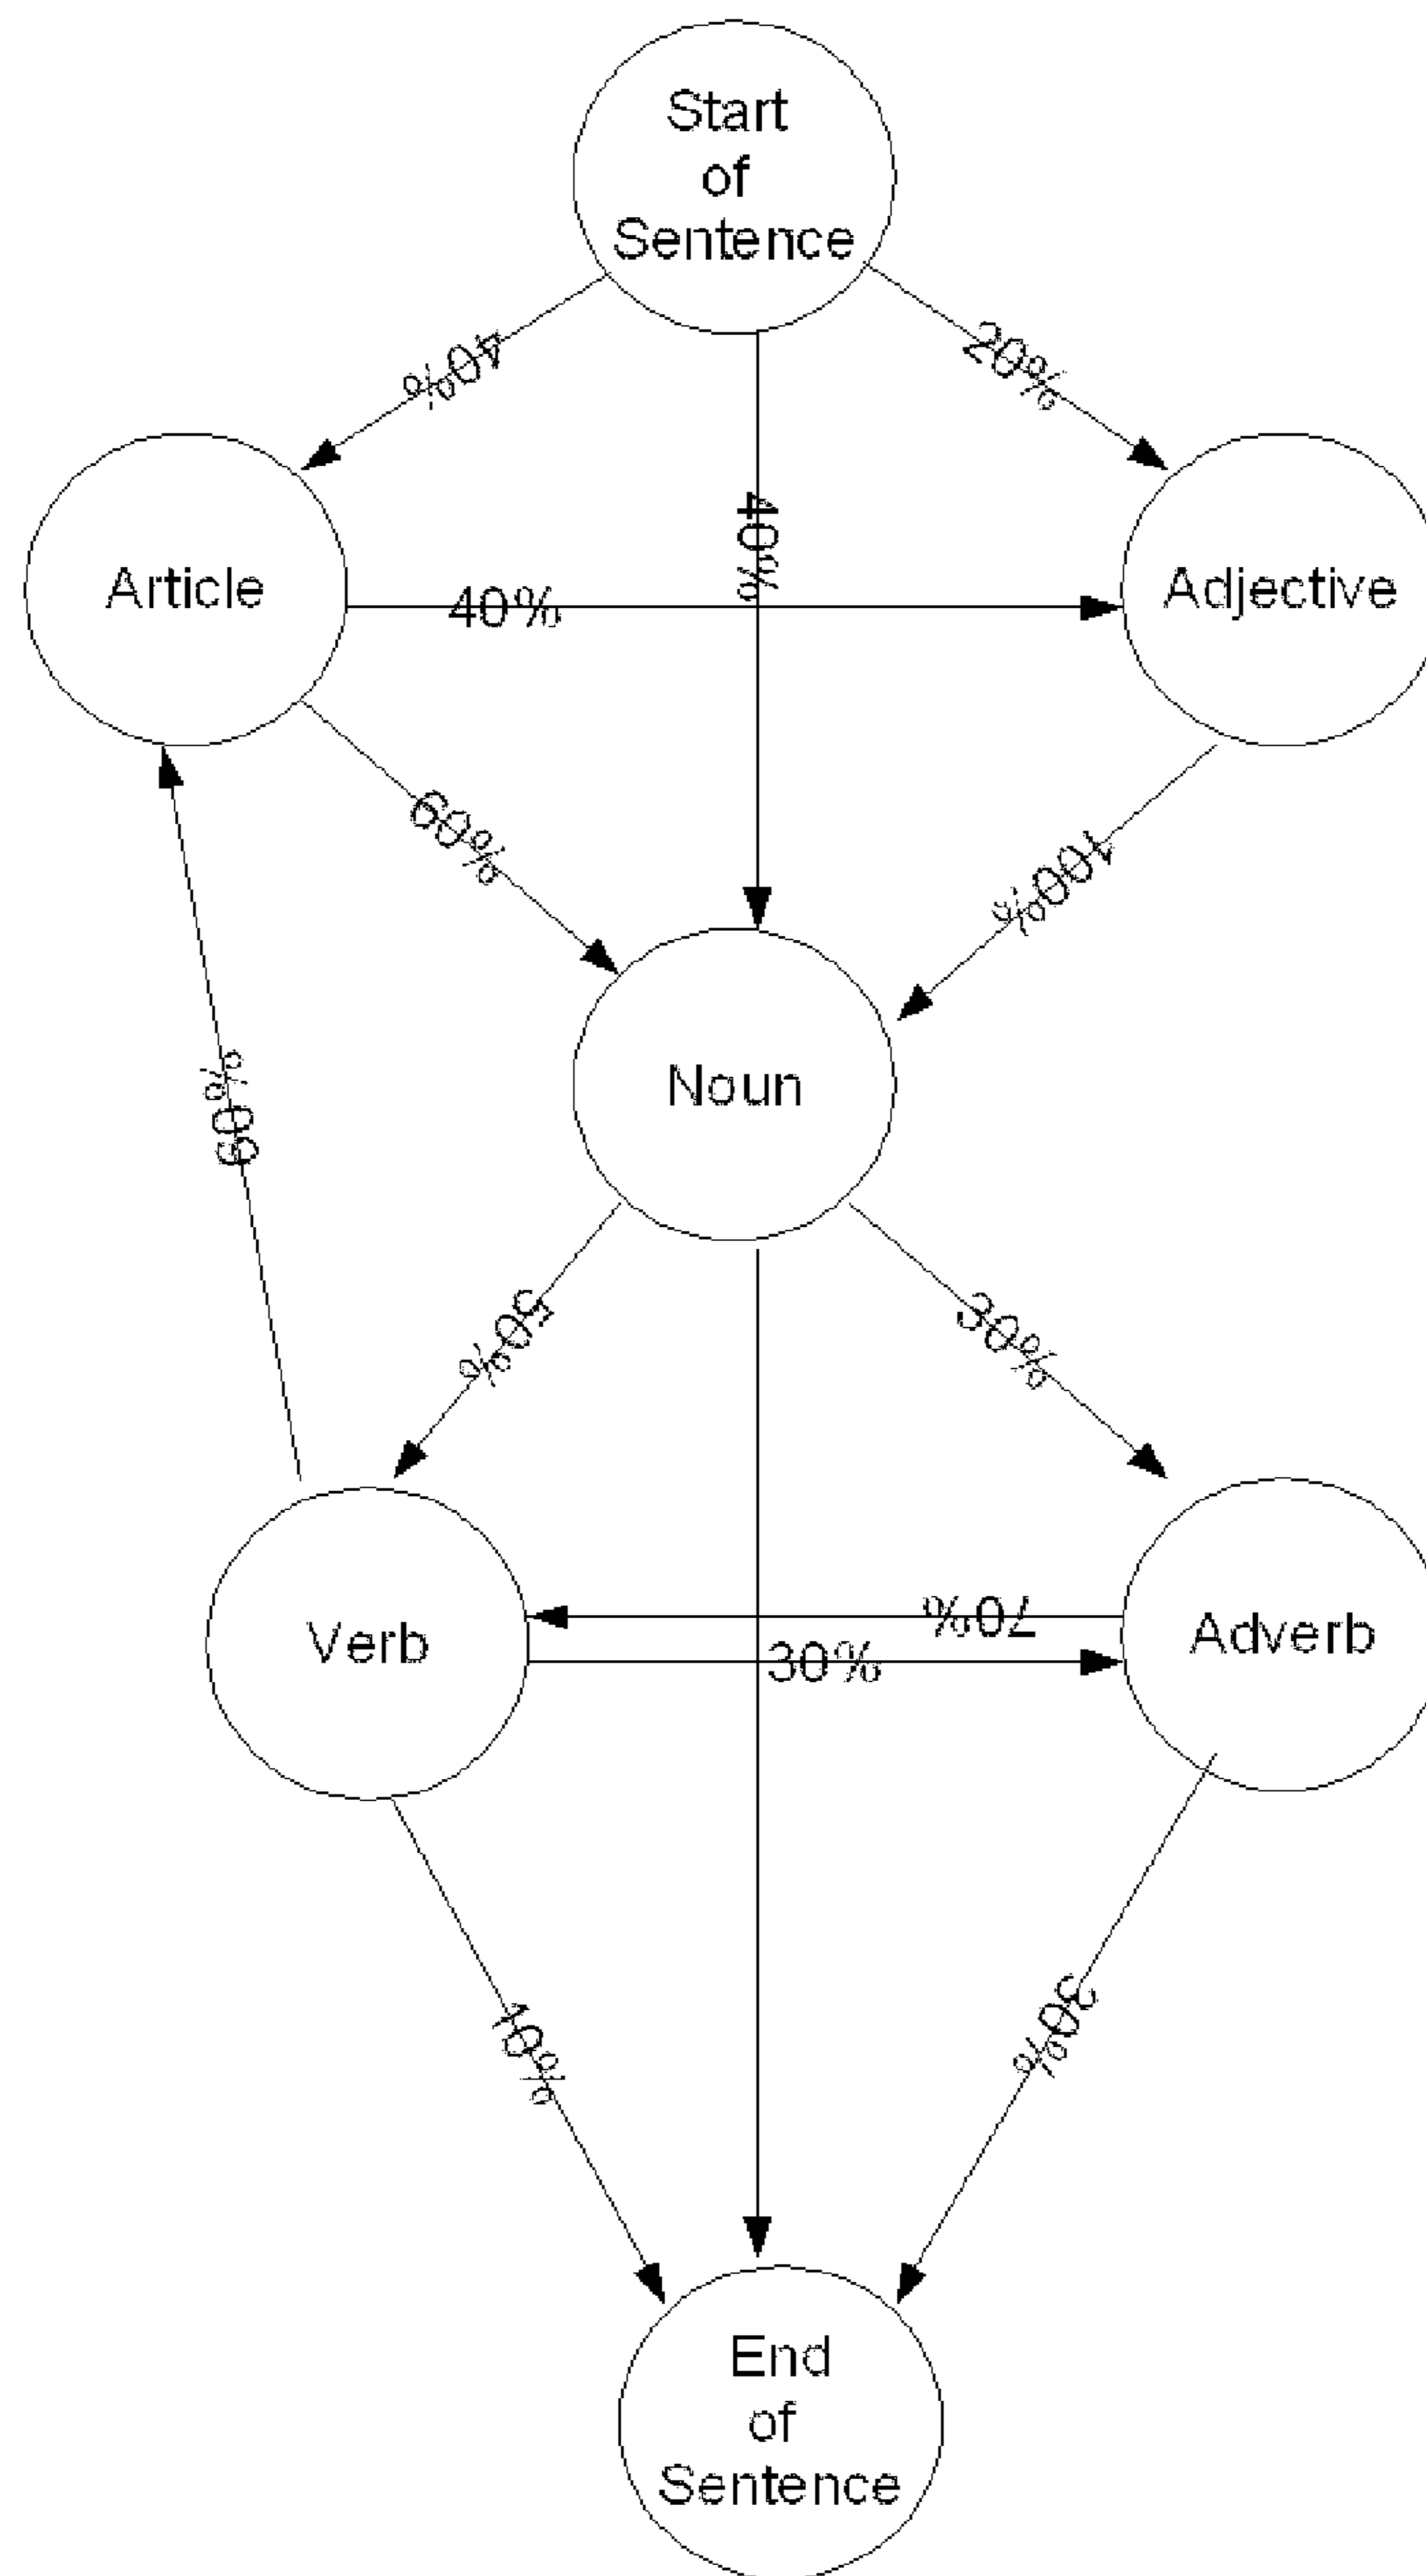 Start
of
Sentence
40%
20%
40%
Article
40%
Adjective
60%
100%
Noun
60%
50%
30%
70%
Verb
30%
Adverb
10%
30%
End
of
Sentence